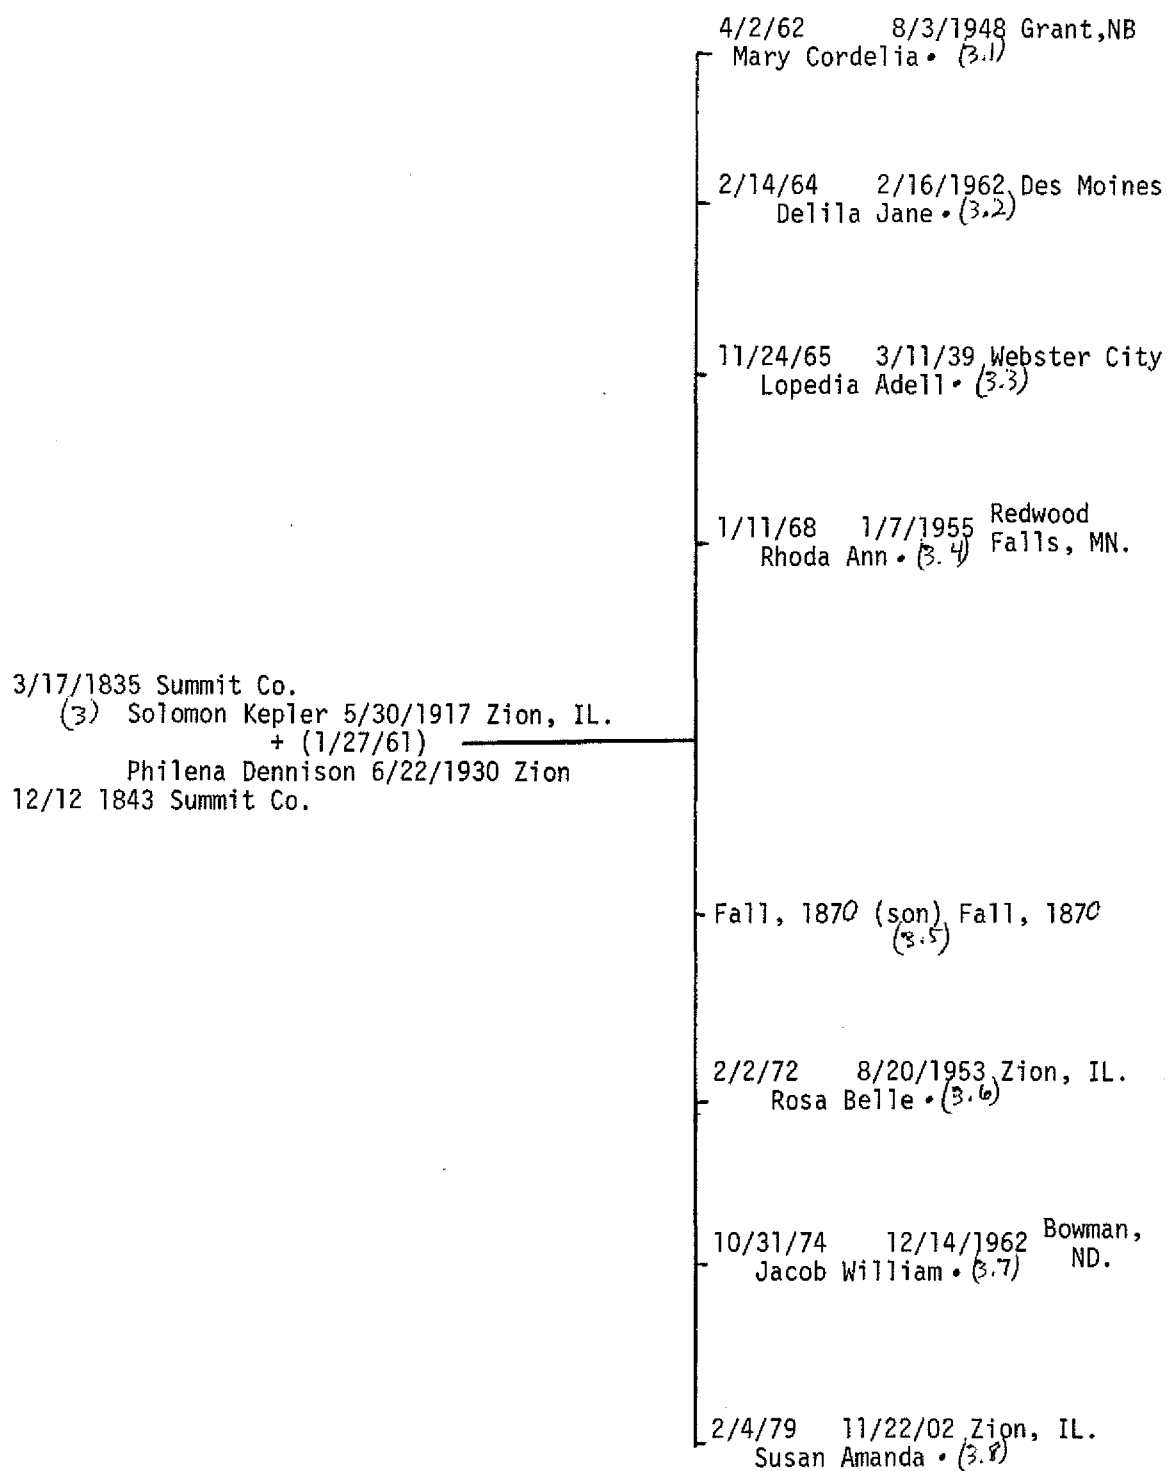 4/2/62 8/3/1948 Grant,NB
Mary Cordelia • (3.1)
2/14/64 2/16/1962 Des Moines
Delila Jane • (3.2)
11/24/65 3/11/39 Webster City
Lopedia Adell • (3.3)
1/11/68 1/7/1955 Redwood
Falls, MN.
Rhoda Ann • (3.4)
3/17/1835 Summit Co.
(3) Solomon Kepler 5/30/1917 Zion, IL.
+ (1/27/61)
Philena Dennison 6/22/1930 Zion
12/12 1843 Summit Co.
Fall, 1870 (son) Fall, 1870
(3.5)
2/2/72 8/20/1953 Zion, IL.
Rosa Belle • (3.6)
10/31/74 12/14/1962 Bowman,
ND.
Jacob William • (3.7)
2/4/79 11/22/02 Zion, IL.
Susan Amanda • (3.8)